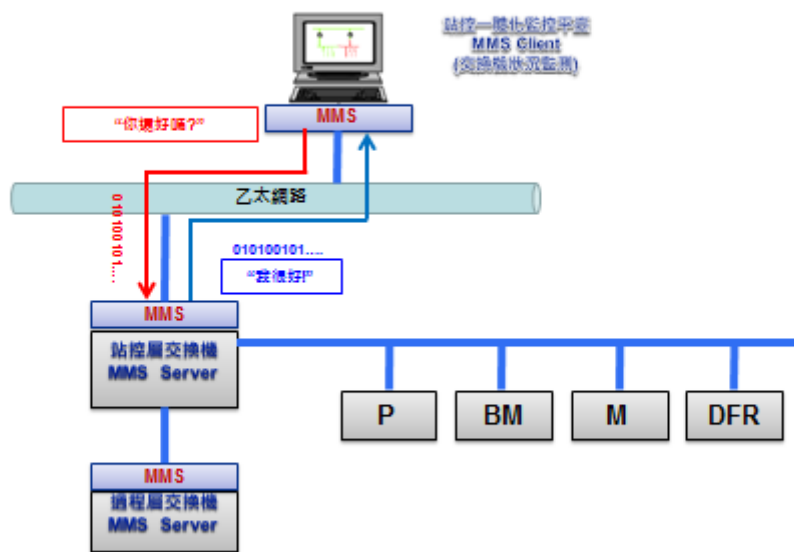 站控一體化監控平臺
MMS Client
(交換機狀況監測)
MMS
“你還好嗎?”
乙太網路
010100101....
010100101....
“我很好!”
MMS
站控層交換機
MMS Server
P
BM
M
DFR
MMS
過程層交換機
MMS Server